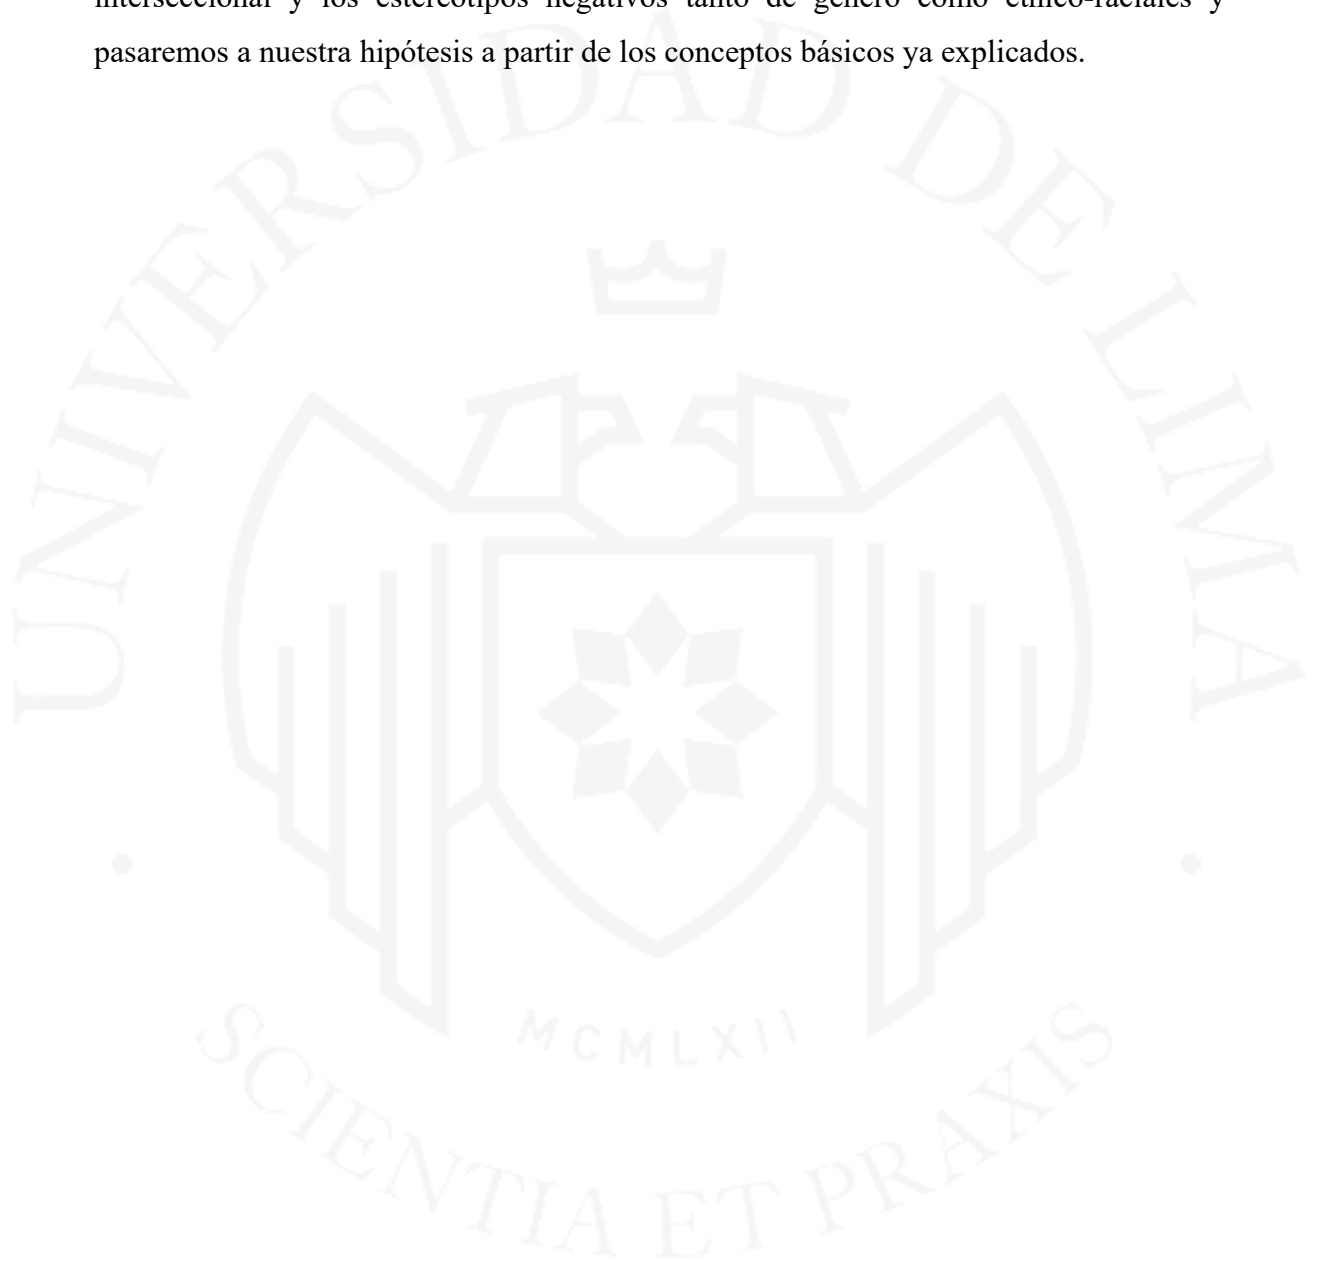 interseccional y los estereotipos negativos tanto de género como étnico-raciales y
pasaremos a nuestra hipótesis a partir de los conceptos básicos ya explicados.
UNIVERSIDAD DE LIMA
MCMLXII
SCIENTIA ET PRAXIS